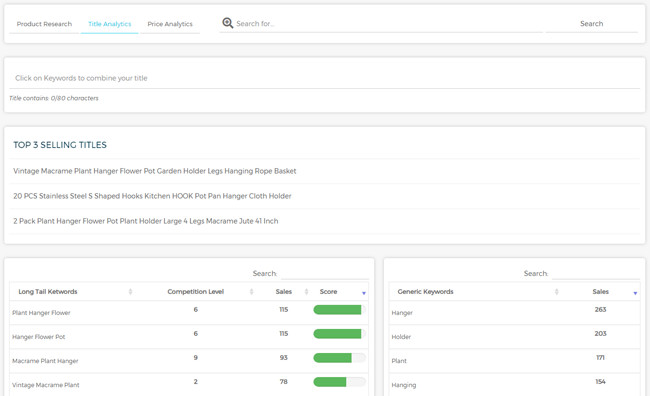 Product Research Title Analytics Price Analytics Search for... Search
Click on Keywords to combine your title
Title contains: 0/80 characters
TOP 3 SELLING TITLES
Vintage Macrame Plant Hanger Flower Pot Garden Holder Legs Hanging Rope Basket
20 PCS Stainless Steel S Shaped Hooks Kitchen HOOK Pot Pan Hanger Cloth Holder
2 Pack Plant Hanger Flower Pot Plant Holder Large 4 Legs Macrame Jute 41 Inch
Search:
Long Tail Ketwords Competition Level Sales Score
Plant Hanger Flower 6 115
Hanger Flower Pot 6 115
Macrame Plant Hanger 9 93
Vintage Macrame Plant 2 78
Search:
Generic Keywords Sales
Hanger 263
Holder 203
Plant 171
Hanging 154